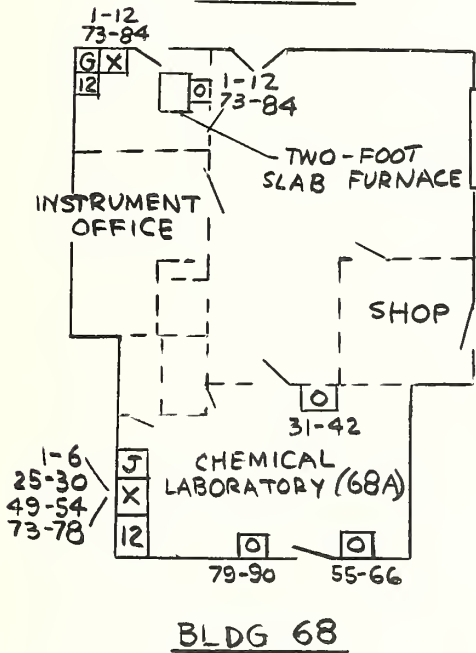 1-12
73-84
G X
12
O
1-12
73-84
TWO-FOOT
SLAB FURNACE
INSTRUMENT
OFFICE
SHOP
O
31-42
1-6
25-30
49-54
73-78
J
X
12
CHEMICAL
LABORATORY (68A)
O
79-90
O
55-66
BLDG 68